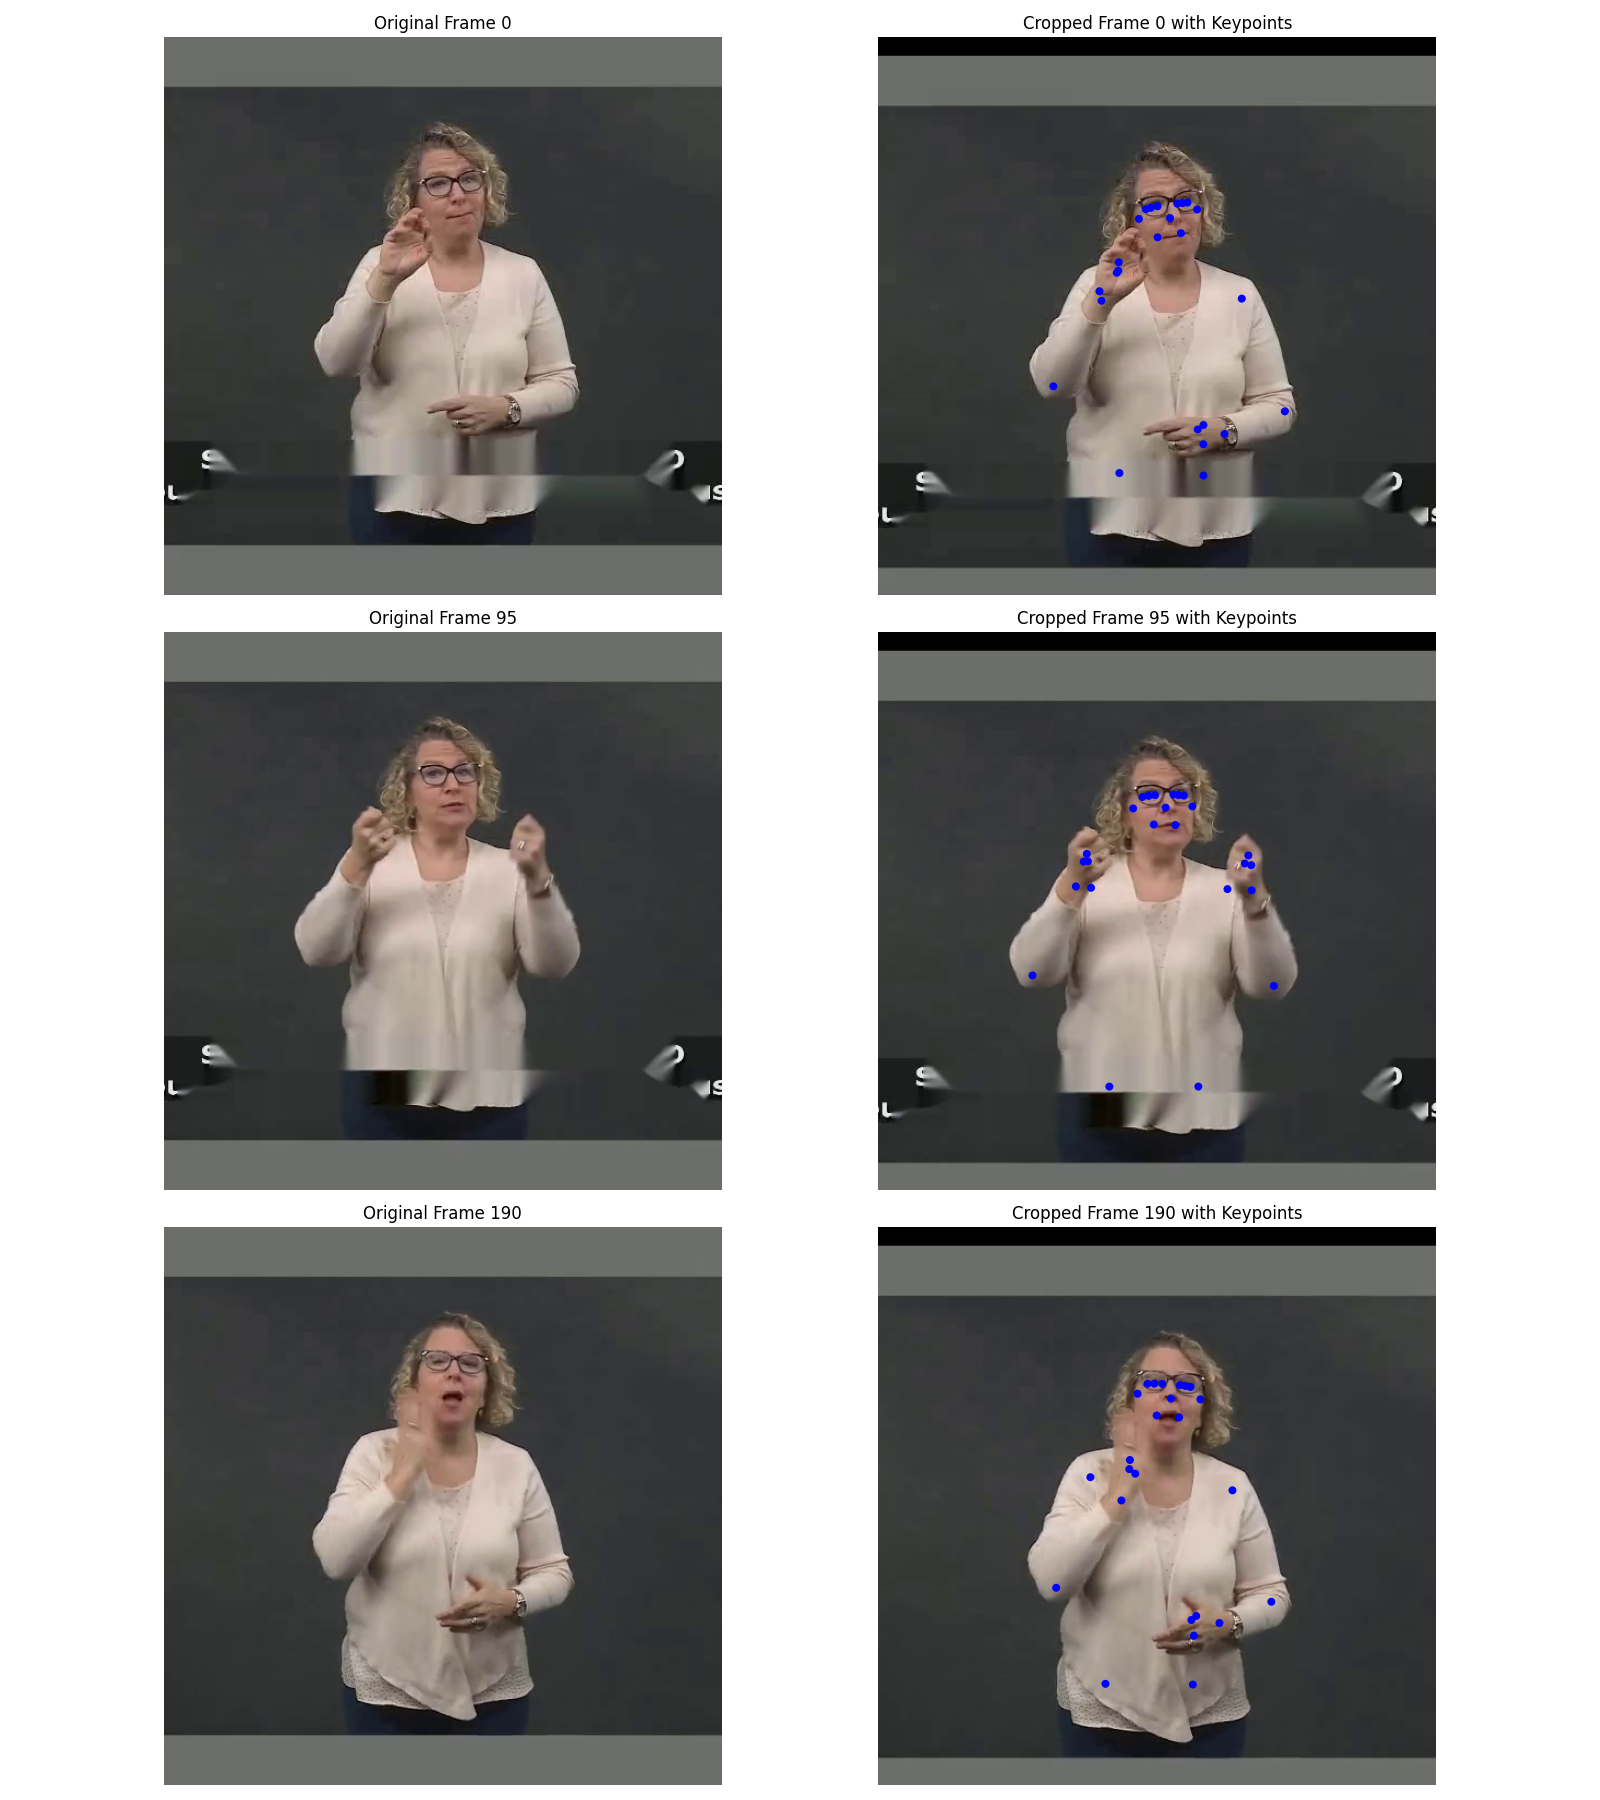 Original Frame 0
Cropped Frame 0 with Keypoints
Original Frame 95
Cropped Frame 95 with Keypoints
Original Frame 190
Cropped Frame 190 with Keypoints